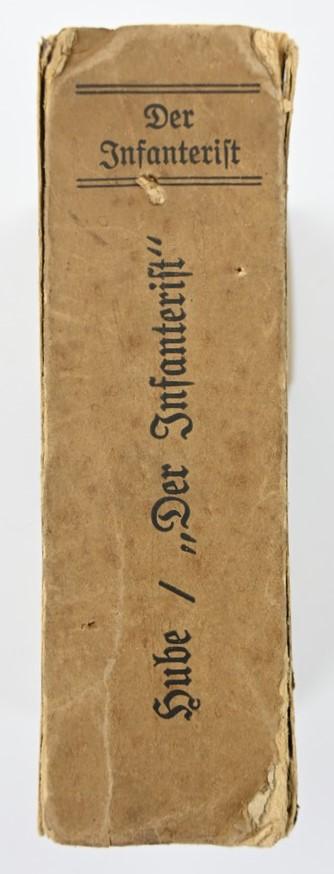 Der
Infanterist
Hube / „Der Infanterist“